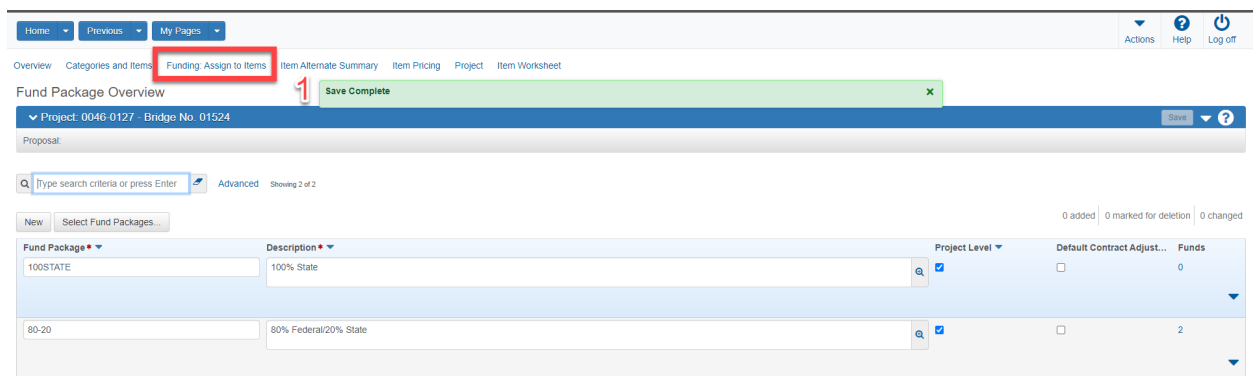 Home Previous My Pages Actions Help Log off
Overview Categories and Items Funding: Assign to Items Item Alternate Summary Item Pricing Project Item Worksheet
1
Fund Package Overview Save Complete
Project: 0046-0127 - Bridge No. 01524 Save
Proposal:
Type search criteria or press Enter Advanced Showing 2 of 2
New Select Fund Packages... 0 added 0 marked for deletion 0 changed
Fund Package* Description* Project Level Default Contract Adjust... Funds
100STATE 100% State 0
80-20 80% Federal/20% State 2